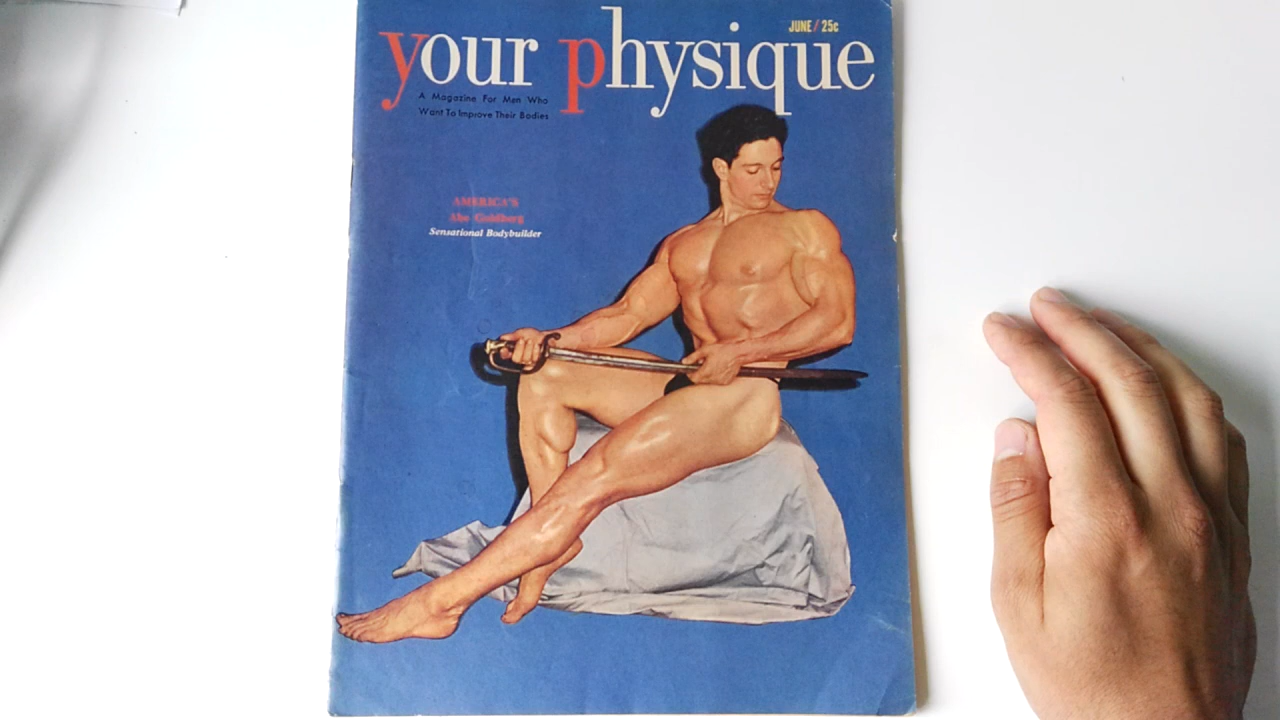 JUNE / 25c
your physique
A Magazine For Men Who
Want To Improve Their Bodies
AMERICA'S
Abe Goldberg
Sensational Bodybuilder